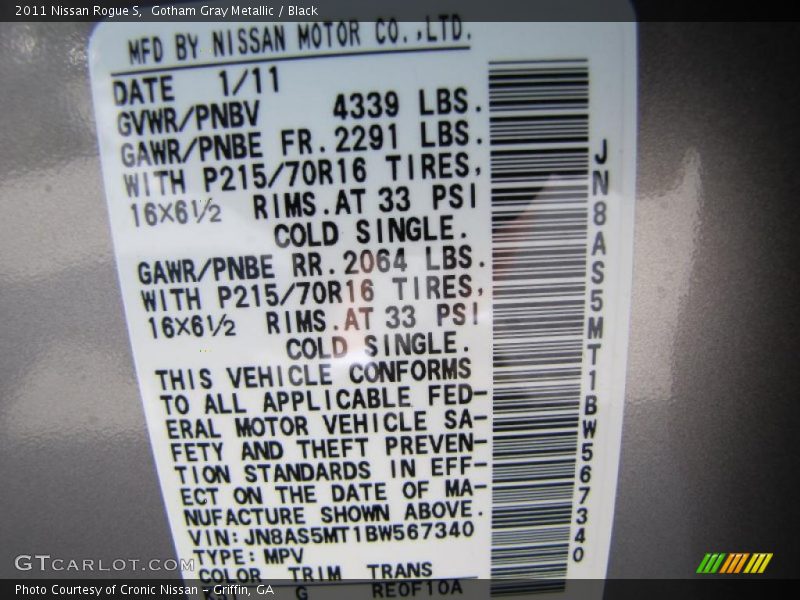 2011 Nissan Rogue S,  Gotham Gray Metallic / Black
MFD BY NISSAN MOTOR CO.,LTD.
DATE 1/11
GVWR/PNBV 4339 LBS.
GAWR/PNBE FR.2291 LBS.
WITH P215/70R16 TIRES,
16X6½ RIMS.AT 33 PSI
COLD SINGLE.
GAWR/PNBE RR.2064 LBS.
WITH P215/70R16 TIRES,
16X6½ RIMS.AT 33 PSI
COLD SINGLE.
THIS VEHICLE CONFORMS
TO ALL APPLICABLE FED-
ERAL MOTOR VEHICLE SA-
FETY AND THEFT PREVEN-
TION STANDARDS IN EFF-
ECT ON THE DATE OF MA-
NUFACTURE SHOWN ABOVE.
VIN:JN8AS5MT1BW567340
TYPE:MPV
COLOR TRIM TRANS
G RE0F10A
JN8AS5MT1BW567340
GTCARLOT.COM
Photo Courtesy of Cronic Nissan - Griffin, GA